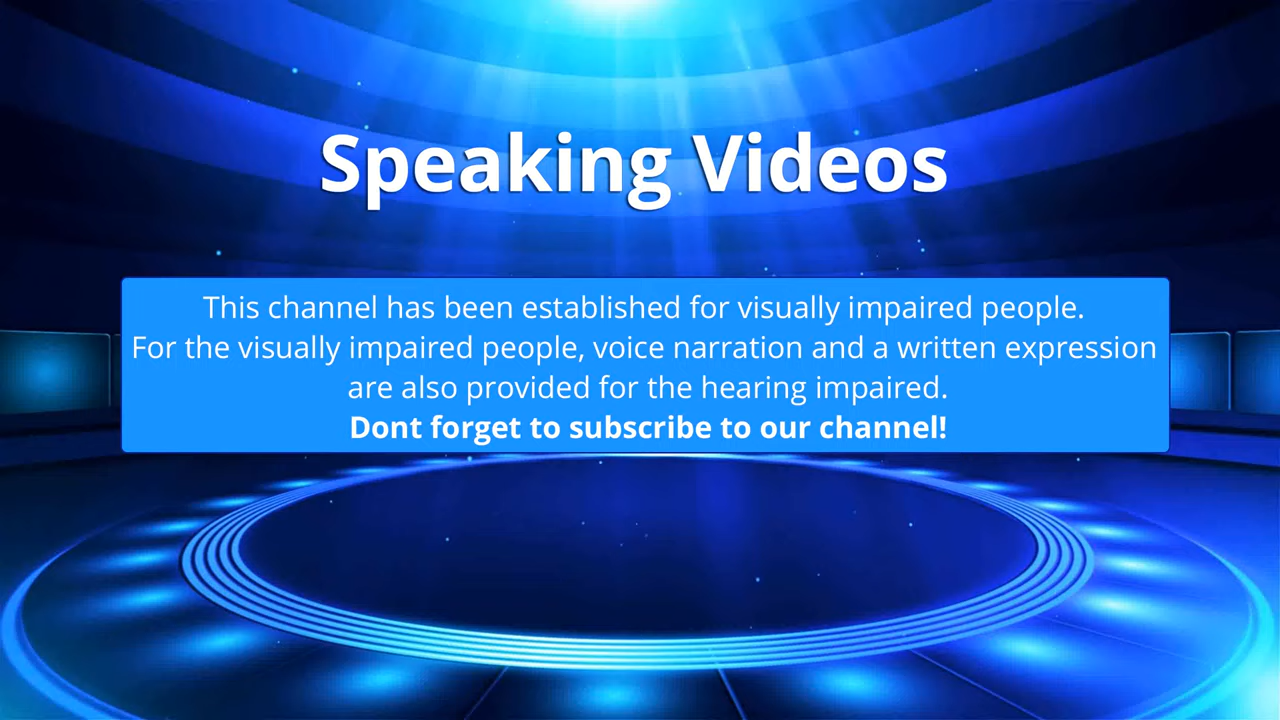 Speaking Videos
This channel has been established for visually impaired people.
For the visually impaired people, voice narration and a written expression
are also provided for the hearing impaired.
Dont forget to subscribe to our channel!